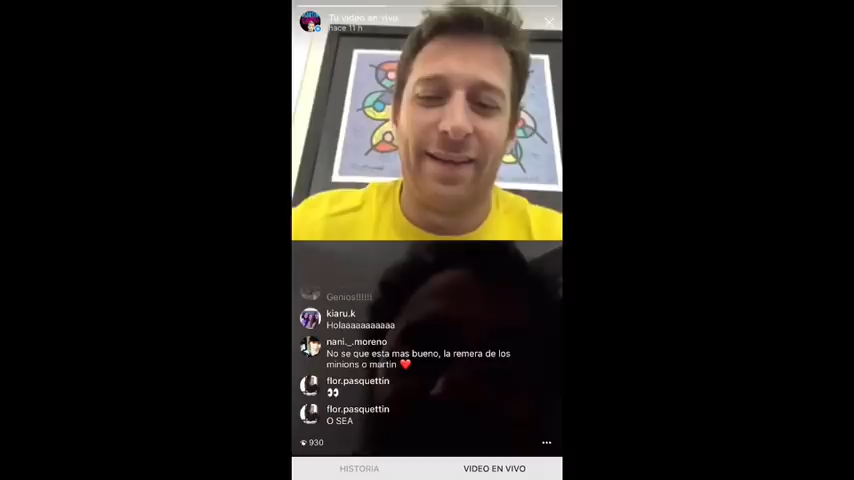 Tu video en vivo
hace 11 h
Genios!!!!!!
kiaru.k
Holaaaaaaaaaaa
nani._.moreno
No se que esta mas bueno, la remera de los
minions o martin ❤️
flor.pasquettin
👀
flor.pasquettin
O SEA
930
HISTORIA
VIDEO EN VIVO